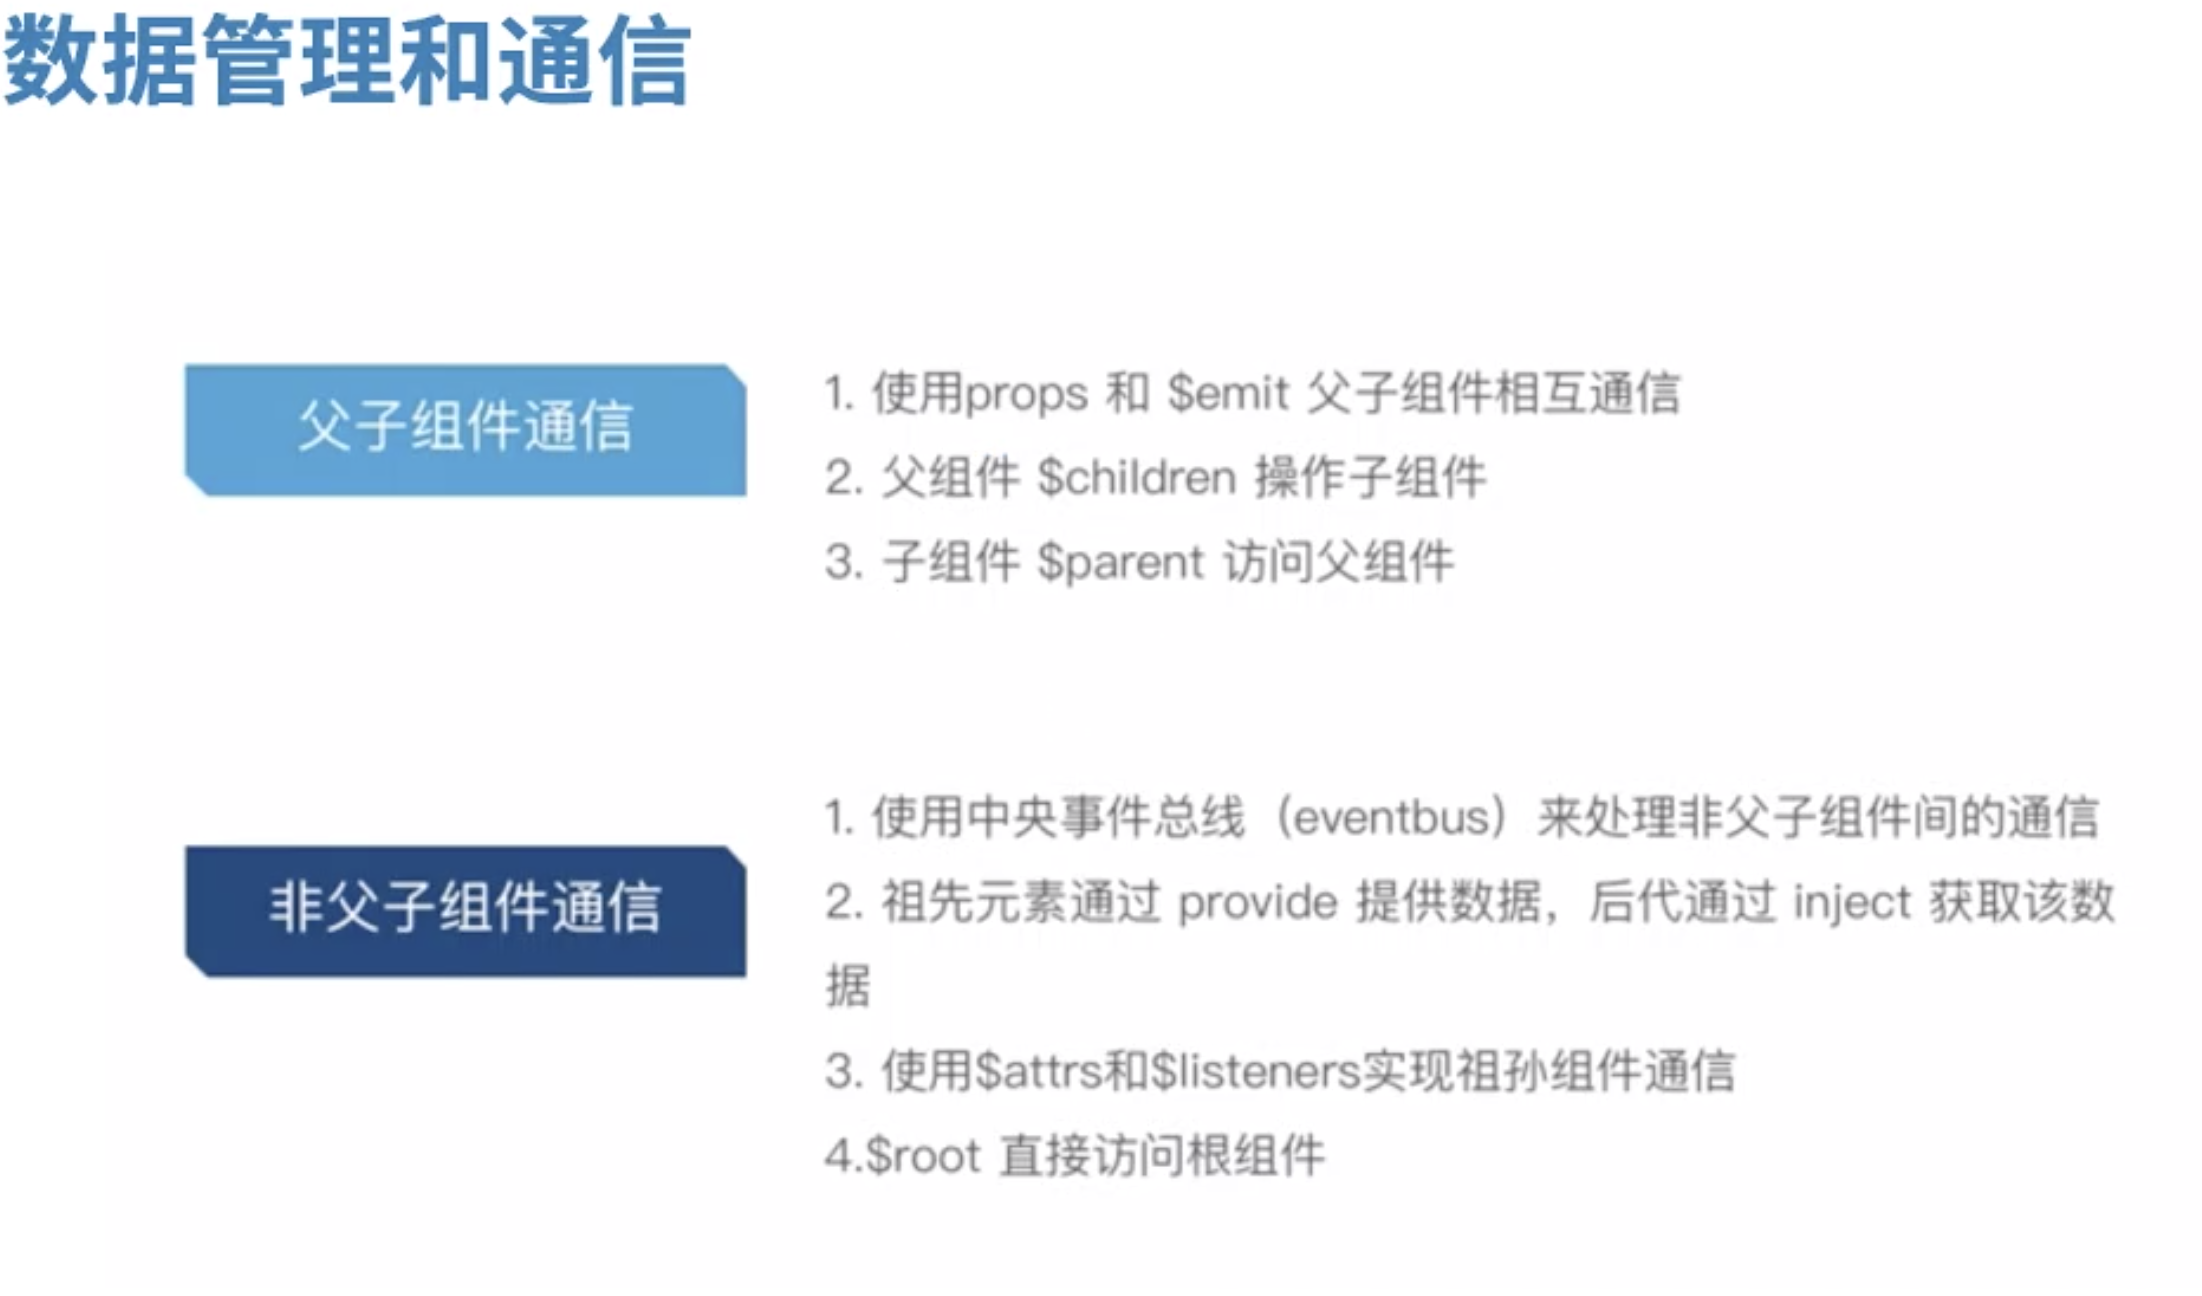 数据管理和通信
父子组件通信
1. 使用props 和 $emit 父子组件相互通信
2. 父组件 $children 操作子组件
3. 子组件 $parent 访问父组件
非父子组件通信
1. 使用中央事件总线（eventbus）来处理非父子组件间的通信
2. 祖先元素通过 provide 提供数据，后代通过 inject 获取该数
据
3. 使用$attrs和$listeners实现祖孙组件通信
4.$root 直接访问根组件